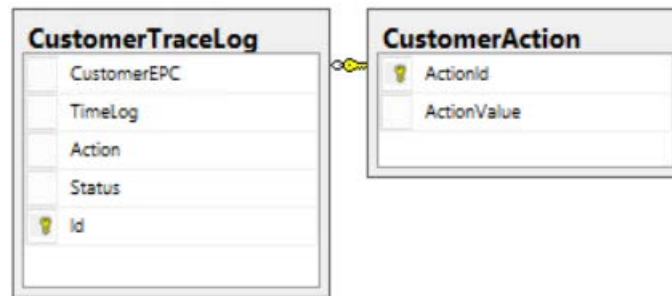 CustomerTraceLog
CustomerEPC
TimeLog
Action
Status
Id
CustomerAction
ActionId
ActionValue